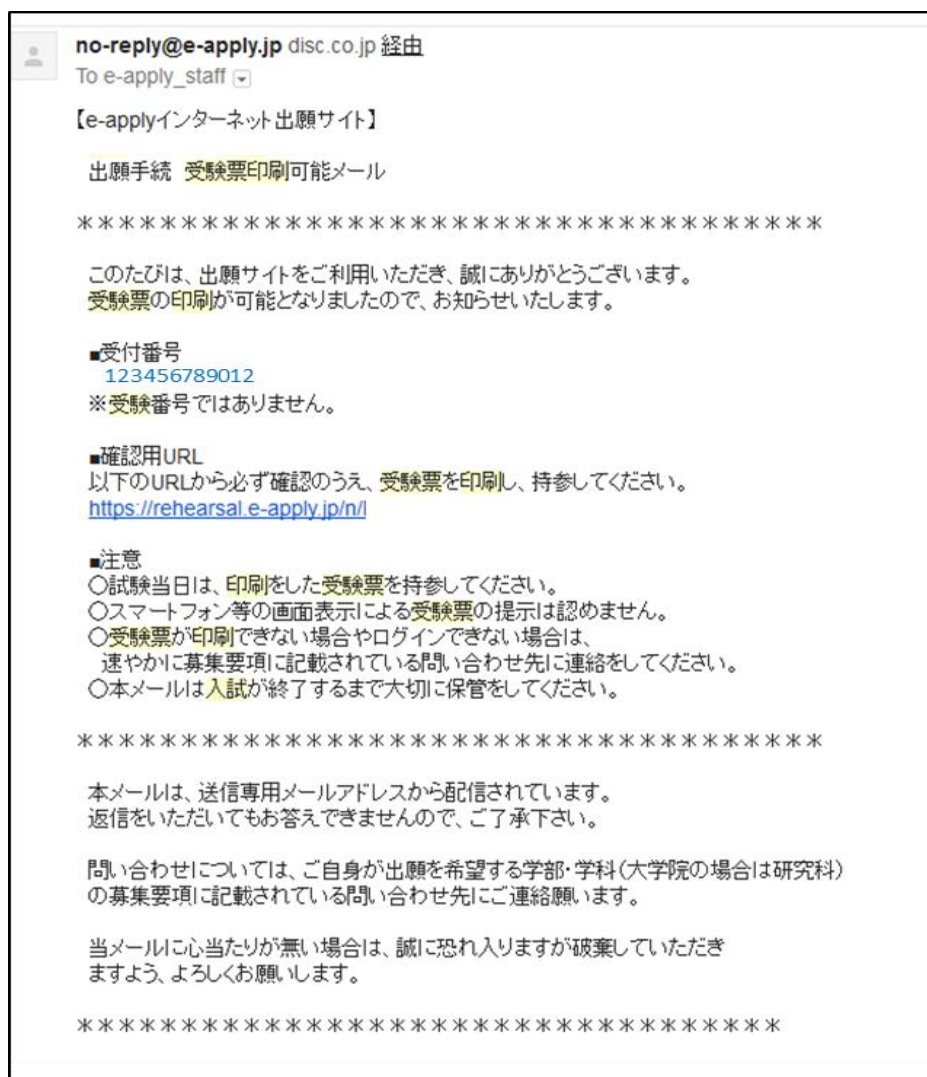 no-reply@e-apply.jp disc.co.jp 経由
To e-apply_staff
【e-applyインターネット出願サイト】
出願手続 受験票印刷可能メール
************************************
このたびは、出願サイトをご利用いただき、誠にありがとうございます。
受験票の印刷が可能となりましたので、お知らせいたします。
■受付番号
123456789012
※受験番号ではありません。
■確認用URL
以下のURLから必ず確認のうえ、受験票を印刷し、持参してください。
https://rehearsal.e-apply.jp/n/l
■注意
○試験当日は、印刷をした受験票を持参してください。
○スマートフォン等の画面表示による受験票の提示は認めません。
○受験票が印刷できない場合やログインできない場合は、
速やかに募集要項に記載されている問い合わせ先に連絡をしてください。
○本メールは入試が終了するまで大切に保管をしてください。
************************************
本メールは、送信専用メールアドレスから配信されています。
返信をいただいてもお答えできませんので、ご了承下さい。
問い合わせについては、ご自身が出願を希望する学部・学科(大学院の場合は研究科)
の募集要項に記載されている問い合わせ先にご連絡願います。
当メールに心当たりが無い場合は、誠に恐れ入りますが破棄していただき
ますよう、よろしくお願いします。
**********************************